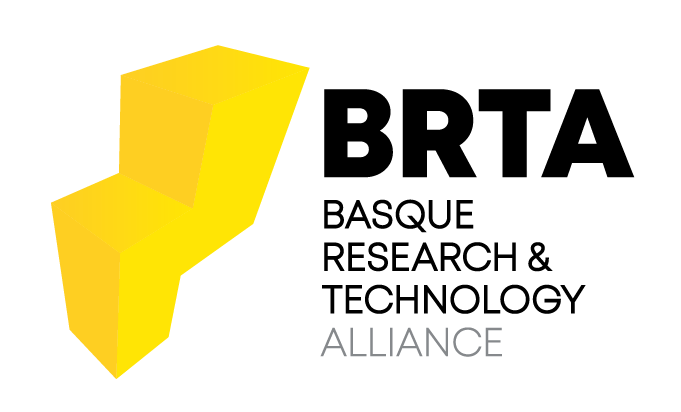 BRTA
BASQUE
RESEARCH &
TECHNOLOGY
ALLIANCE